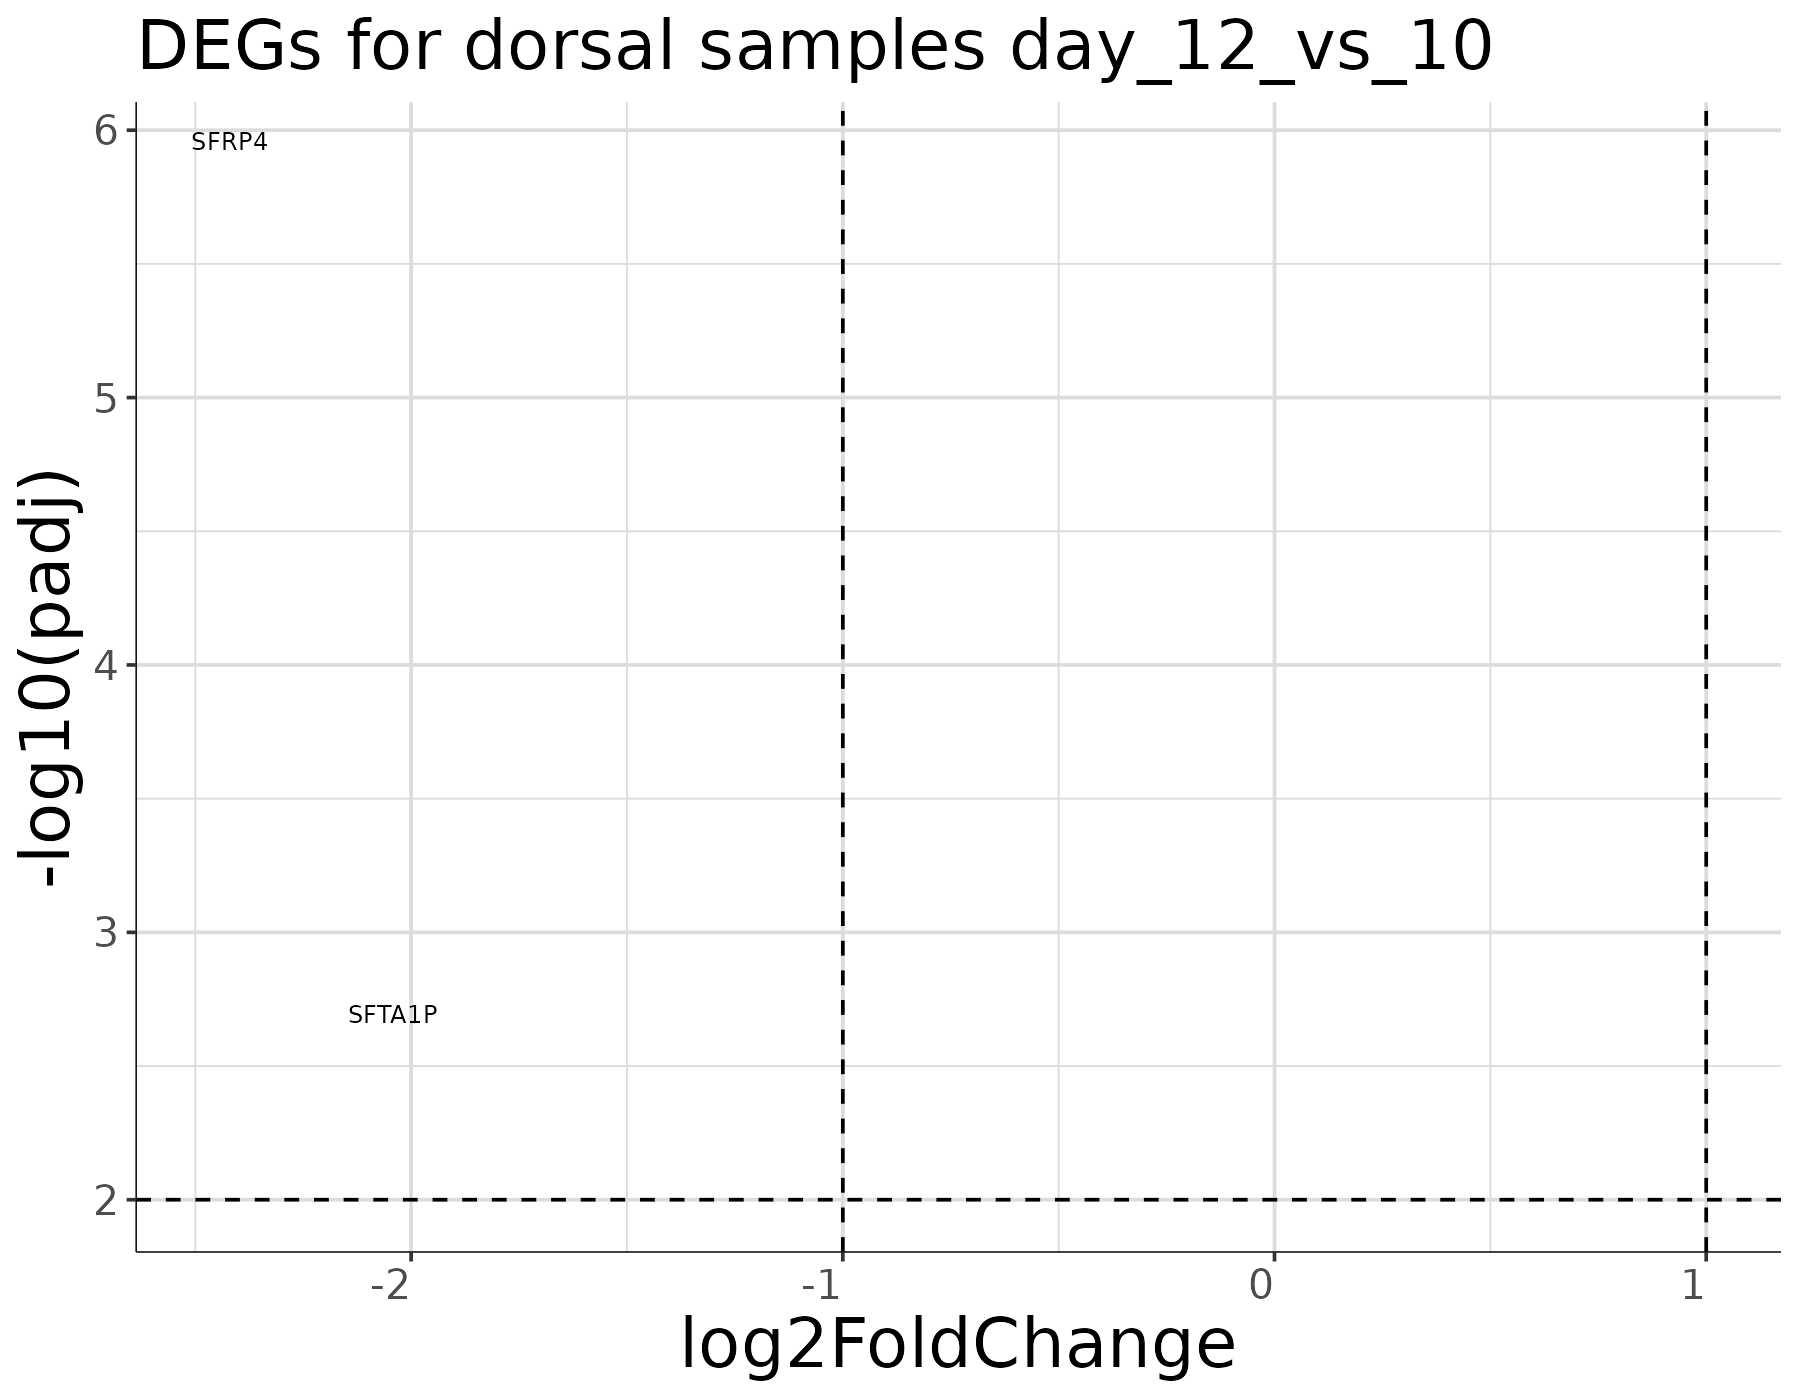 DEGs for dorsal samples day_12_vs_10
6
SFRP4
5
-log10(padj)
4
3
SFTA1P
2
-2 -1 0 1
log2FoldChange